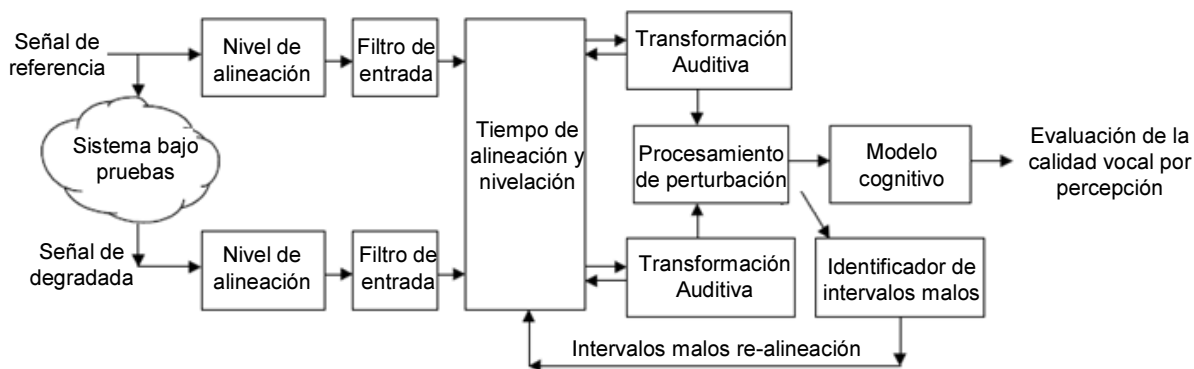 Señal de
referencia
Nivel de
alineación
Filtro de
entrada
Transformación
Auditiva
Sistema bajo
pruebas
Tiempo de
alineación y
nivelación
Procesamiento
de perturbación
Modelo
cognitivo
Evaluación de la
calidad vocal por
percepción
Señal de
degradada
Nivel de
alineación
Filtro de
entrada
Transformación
Auditiva
Identificador de
intervalos malos
Intervalos malos re-alineación